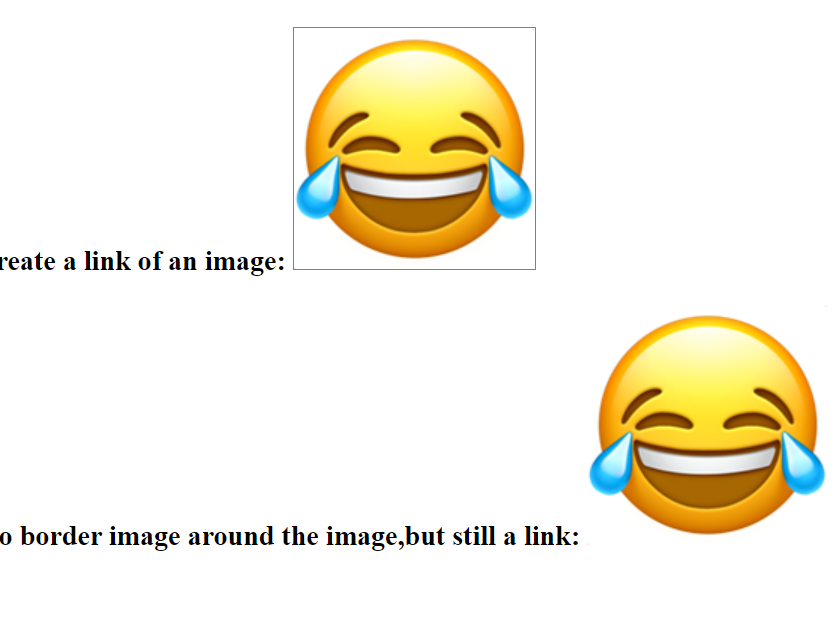 reate a link of an image:
o border image around the image,but still a link: